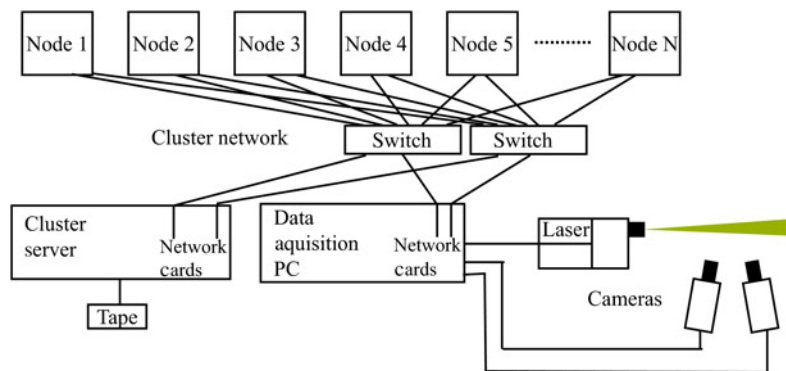 Node 1 Node 2 Node 3 Node 4 Node 5 Node N
Cluster network
Switch Switch
Cluster
server
Network
cards
Data
aquisition
PC
Network
cards
Laser
Cameras
Tape